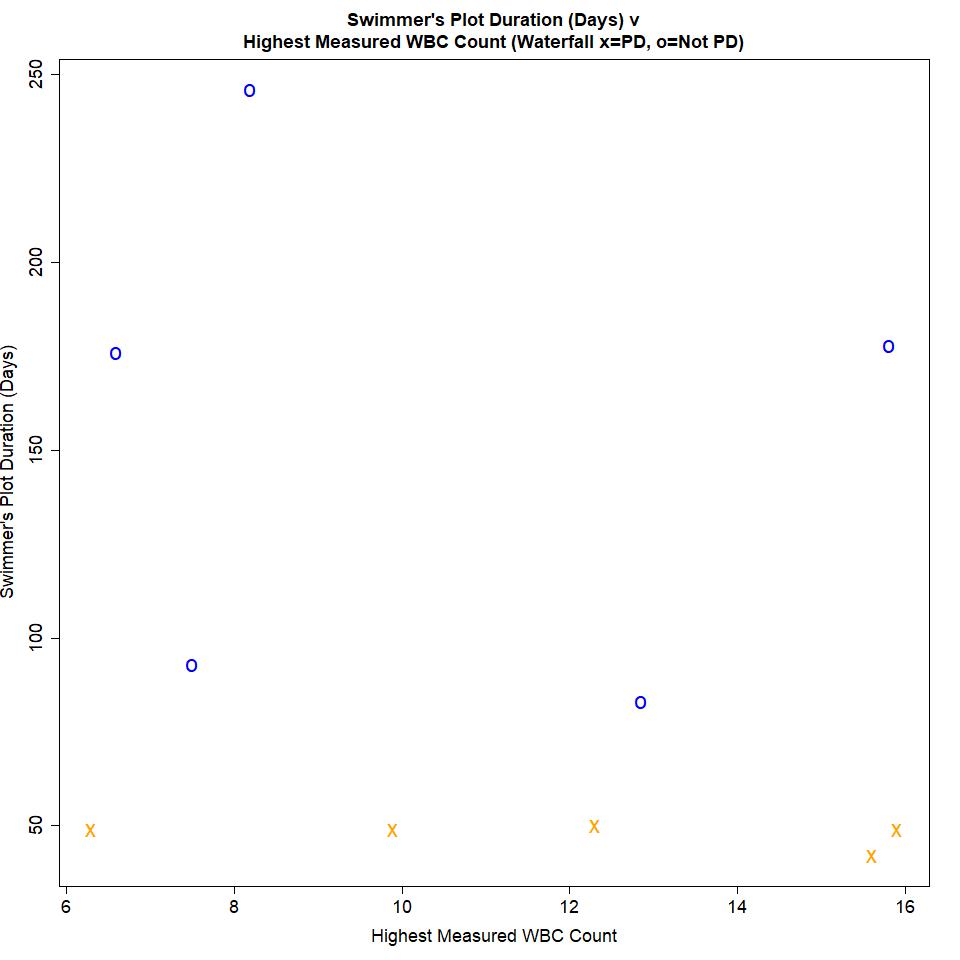 Swimmer's Plot Duration (Days) v
Highest Measured WBC Count (Waterfall x=PD, o=Not PD)
Swimmer's Plot Duration (Days)
250
200
150
100
50
o
o
o
o
o
x
x
x
x
x
6
8
10
12
14
16
Highest Measured WBC Count